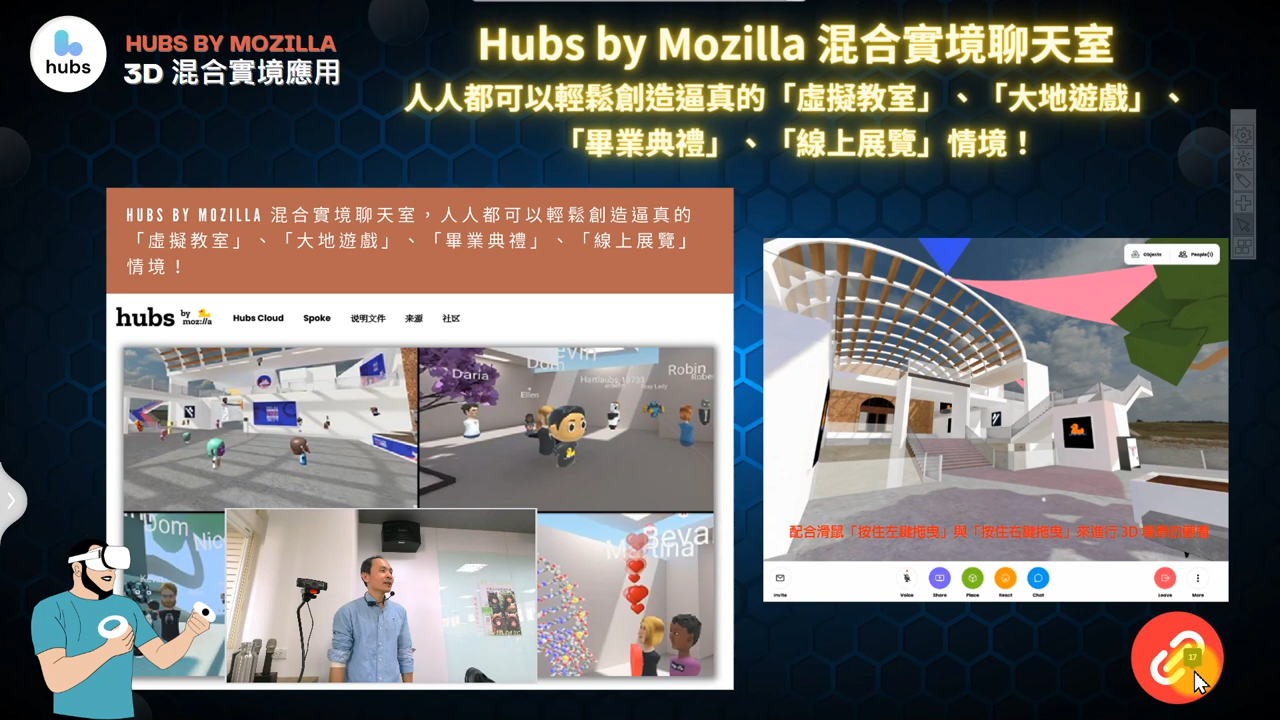 hubs
HUBS BY MOZILLA
3D 混合實境應用
Hubs by Mozilla 混合實境聊天室
人人都可以輕鬆創造逼真的「虛擬教室」、「大地遊戲」、
「畢業典禮」、「線上展覽」情境！
HUBS BY MOZILLA 混合實境聊天室，人人都可以輕鬆創造逼真的
「虛擬教室」、「大地遊戲」、「畢業典禮」、「線上展覽」
情境！
hubs by moz://a
Hubs Cloud Spoke 说明文件 来源 社区
Daria
Ellen
Dom
Robin
Dom
Martina
Objects People(1)
配合滑鼠「按住左鍵拖曳」與「按住右鍵拖曳」來進行 3D
Invite Voice Share Place React Chat Leave More
17